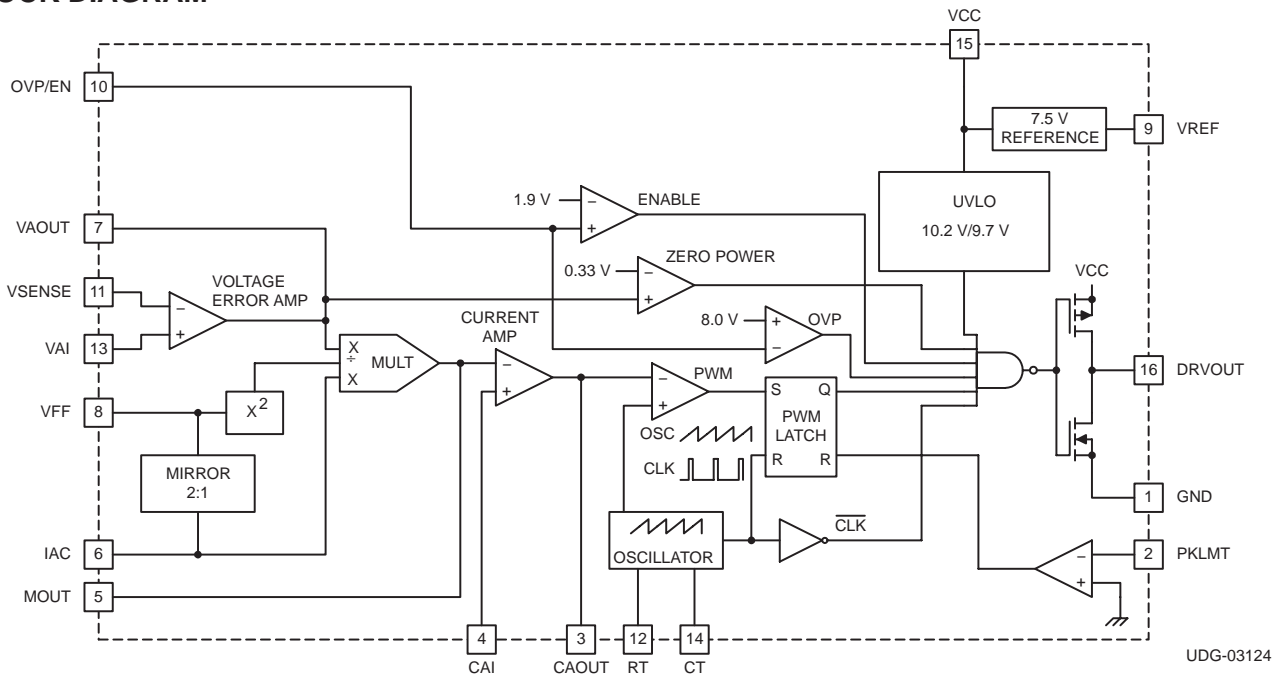 VCC
15
OVP/EN 10
7.5 V
REFERENCE
9 VREF
1.9 V − + ENABLE
UVLO
10.2 V/9.7 V
VAOUT 7
ZERO POWER
0.33 V − +
VCC
VSENSE 11
VOLTAGE
ERROR AMP
− +
VAI 13
8.0 V + − OVP
CURRENT
AMP
X
÷
X
MULT
− +
− + PWM
16 DRVOUT
VFF 8
X2
S Q
PWM
LATCH
R R
OSC
CLK
MIRROR
2:1
1 GND
CLK
OSCILLATOR
IAC 6
− +
2 PKLMT
MOUT 5
4 3 12 14
CAI CAOUT RT CT
UDG-03124